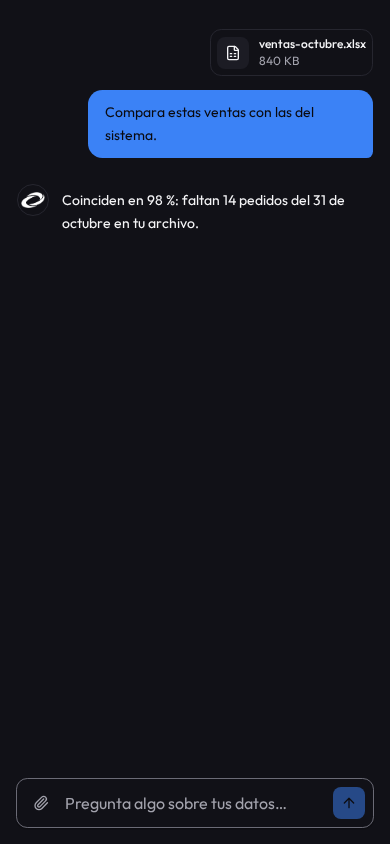 ventas-octubre.xlsx
840 KB
Compara estas ventas con las del
sistema.
Coinciden en 98 %: faltan 14 pedidos del 31 de
octubre en tu archivo.
Pregunta algo sobre tus datos...